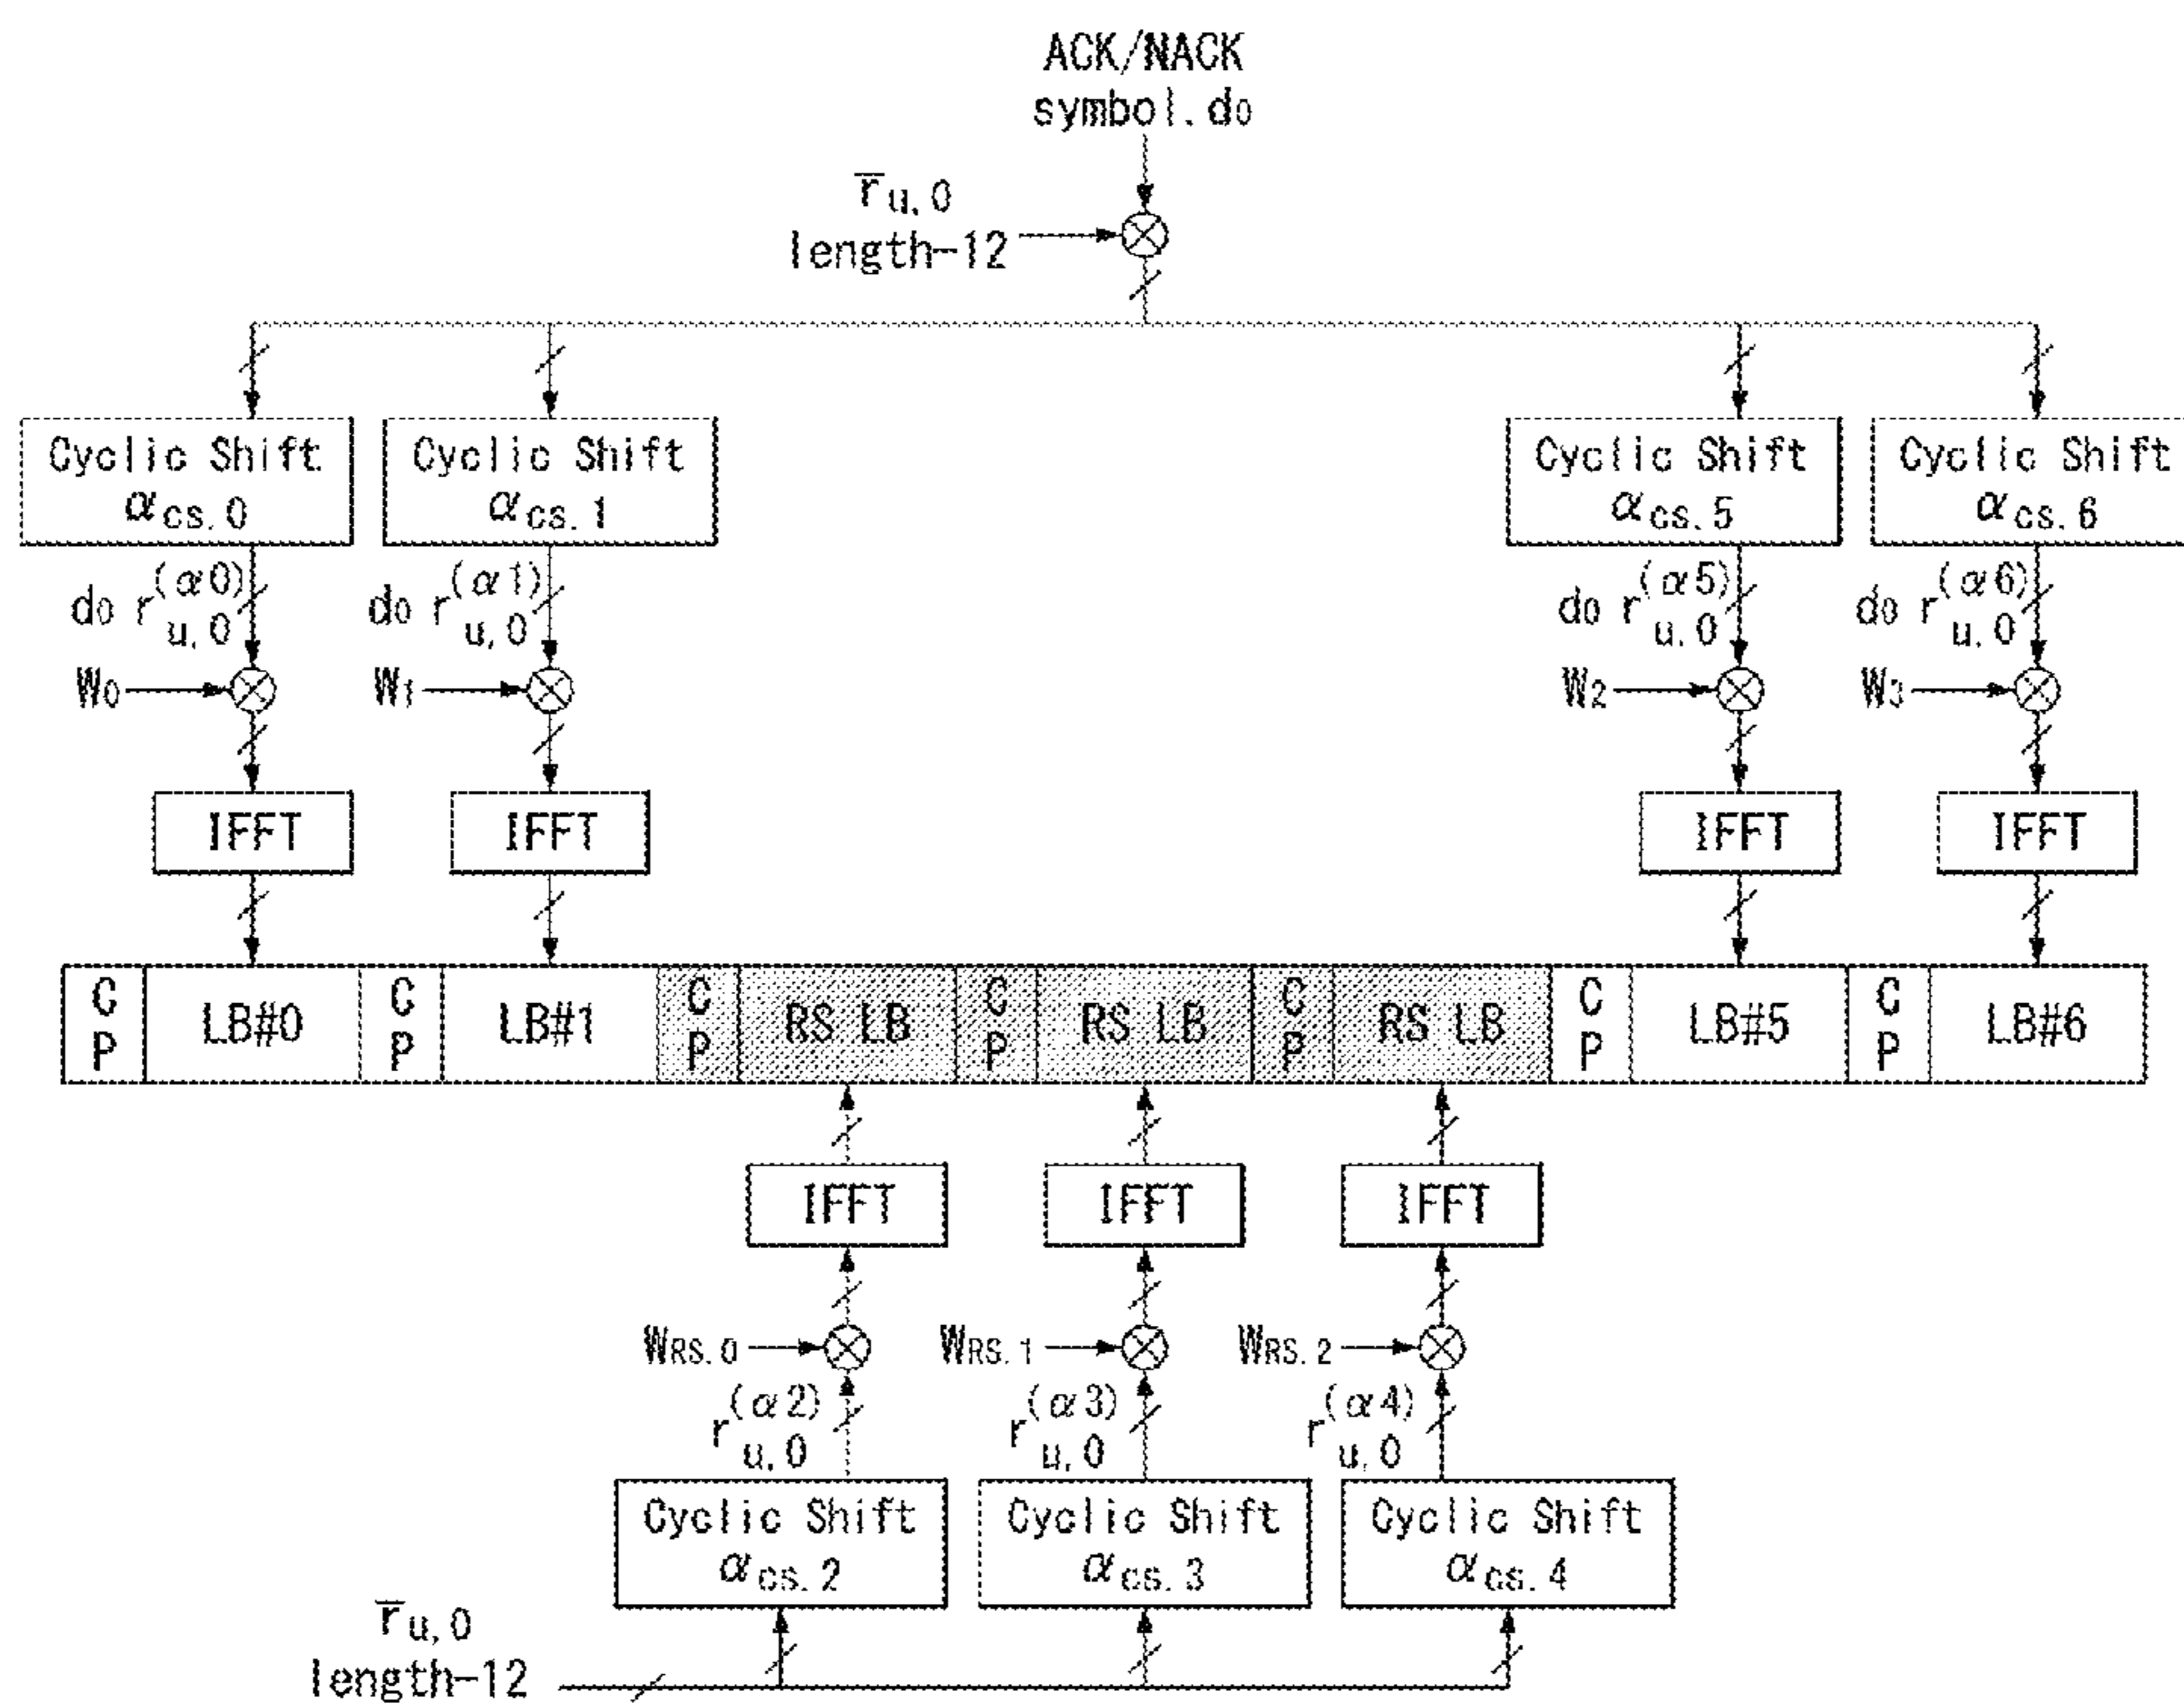 ACK/NACK
symbol. d0
r̅u, 0
length-12
Cyclic Shift Cyclic Shift Cyclic Shift Cyclic Shift
αcs. 0 αcs. 1 αcs. 5 αcs. 6
d0 r(α0)u, 0 d0 r(α1)u, 0 d0 r(α5)u, 0 d0 r(α6)u, 0
W0 W1 W2 W3
IFFT IFFT IFFT IFFT
CP LB#0 CP LB#1 CP RS LB CP RS LB CP RS LB CP LB#5 CP LB#6
IFFT IFFT IFFT
WRS. 0 WRS. 1 WRS. 2
r(α2)u, 0 r(α3)u, 0 r(α4)u, 0
Cyclic Shift Cyclic Shift Cyclic Shift
αcs. 2 αcs. 3 αcs. 4
r̅u, 0
length-12